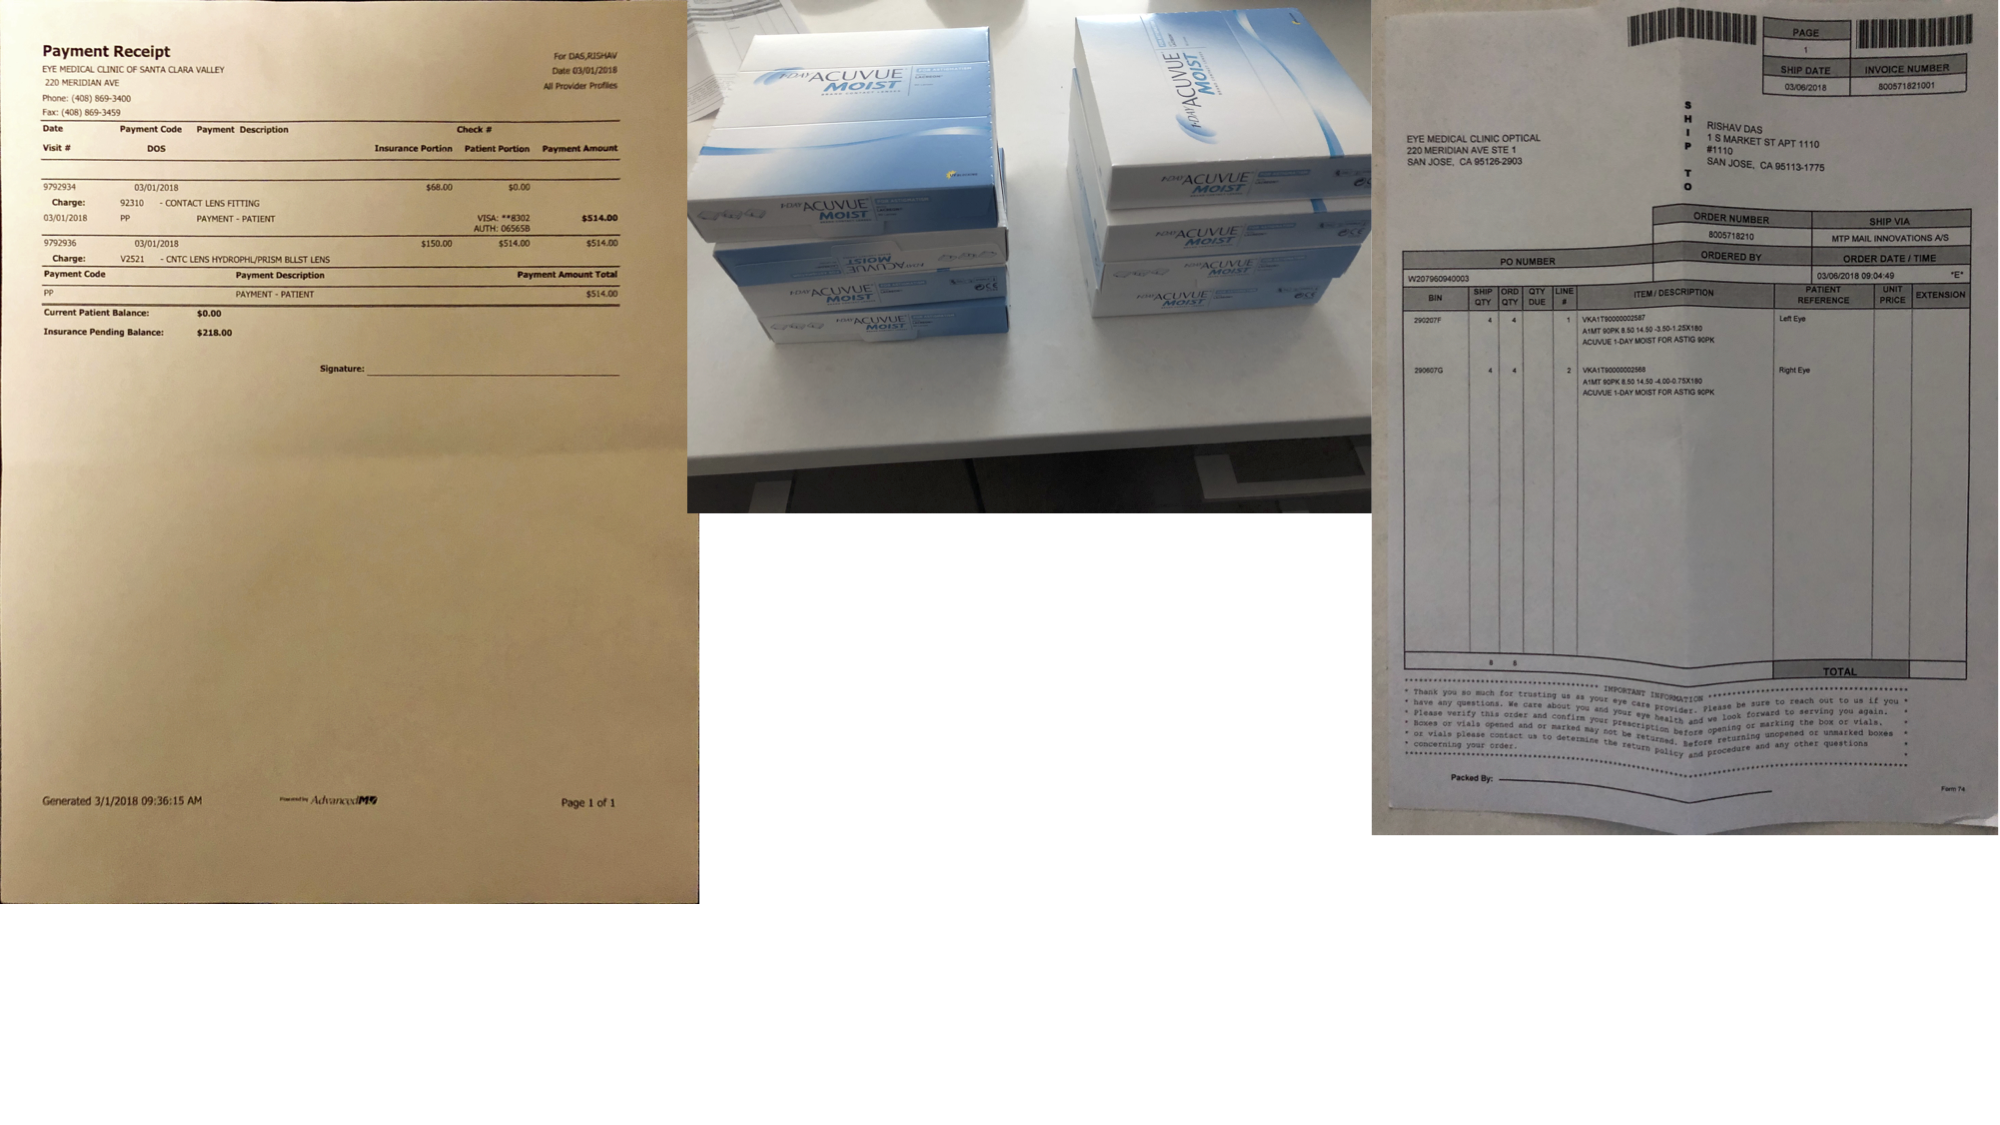 Payment Receipt
EYE MEDICAL CLINIC OF SANTA CLARA VALLEY
220 MERIDIAN AVE
Phone: (408) 869-3400
Fax: (408) 869-3459
For DAS,RISHAV
Date 03/01/2018
All Provider Profiles
Date Payment Code Payment Description Check #
Visit # DOS Insurance Portion Patient Portion Payment Amount
9792934 03/01/2018 $68.00 $0.00
Charge: 92310 - CONTACT LENS FITTING
03/01/2018 PP PAYMENT - PATIENT VISA: **8302 $514.00
AUTH: 06565B
9792936 03/01/2018 $150.00 $514.00 $514.00
Charge: V2521 - CNTC LENS HYDROPHL/PRISM BLLST LENS
Payment Code Payment Description Payment Amount Total
PP PAYMENT - PATIENT $514.00
Current Patient Balance: $0.00
Insurance Pending Balance: $218.00
Signature:
Generated 3/1/2018 09:36:15 AM Powered by AdvancedMD Page 1 of 1
1-DAY ACUVUE
MOIST
1-DAY ACUVUE
MOIST
1-DAY ACUVUE
MOIST
1-DAY ACUVUE
MOIST
1-DAY ACUVUE
MOIST
1-DAY ACUVUE
MOIST
1-DAY ACUVUE
MOIST
1-DAY ACUVUE
MOIST
1-DAY ACUVUE
MOIST
1-DAY ACUVUE
MOIST
PAGE
1
SHIP DATE INVOICE NUMBER
03/06/2018 800571821001
EYE MEDICAL CLINIC OPTICAL
220 MERIDIAN AVE STE 1
SAN JOSE, CA 95126-2903
SHIP TO
RISHAV DAS
1 S MARKET ST APT 1110
#1110
SAN JOSE, CA 95113-1775
ORDER NUMBER SHIP VIA
8005718210 MTP MAIL INNOVATIONS A/S
PO NUMBER ORDERED BY ORDER DATE / TIME
W207960940003 03/06/2018 09:04:49 *E*
BIN SHIP QTY ORD QTY QTY DUE LINE # ITEM / DESCRIPTION PATIENT REFERENCE UNIT PRICE EXTENSION
290207F 4 4 1 VKA1T90000002587 Left Eye
A1MT 90PK 8.50 14.50 -3.50-1.25X180
ACUVUE 1-DAY MOIST FOR ASTIG 90PK
290607G 4 4 2 VKA1T90000002568 Right Eye
A1MT 90PK 8.50 14.50 -4.00-0.75X180
ACUVUE 1-DAY MOIST FOR ASTIG 90PK
8 8 TOTAL
IMPORTANT INFORMATION
* Thank you so much for trusting us as your eye care provider. Please be sure to reach out to us if you *
* have any questions. We care about you and your eye health and we look forward to serving you again. *
* Please verify this order and confirm your prescription before opening or marking the box or vials. *
* Boxes or vials opened and or marked may not be returned. Before returning unopened or unmarked boxes *
* or vials please contact us to determine the return policy and procedure and any other questions *
* concerning your order. *
Packed By:
Form 74